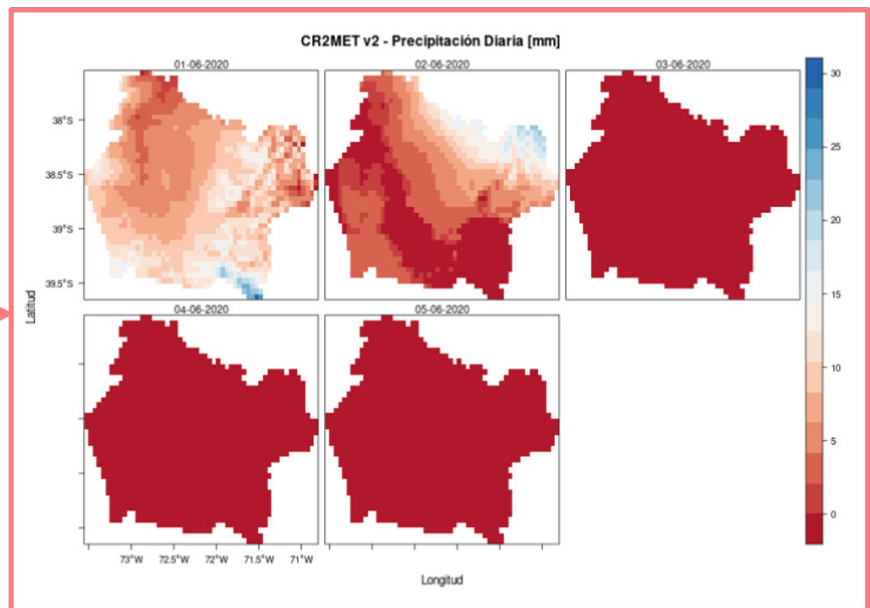 CR2MET v2 - Precipitación Diaria [mm]
01-06-2020
02-06-2020
03-06-2020
38°S
38.5°S
39°S
39.5°S
Latitud
04-06-2020
05-06-2020
73°W 72.5°W 72°W 71.5°W 71°W
Longitud
30
25
20
15
10
5
0